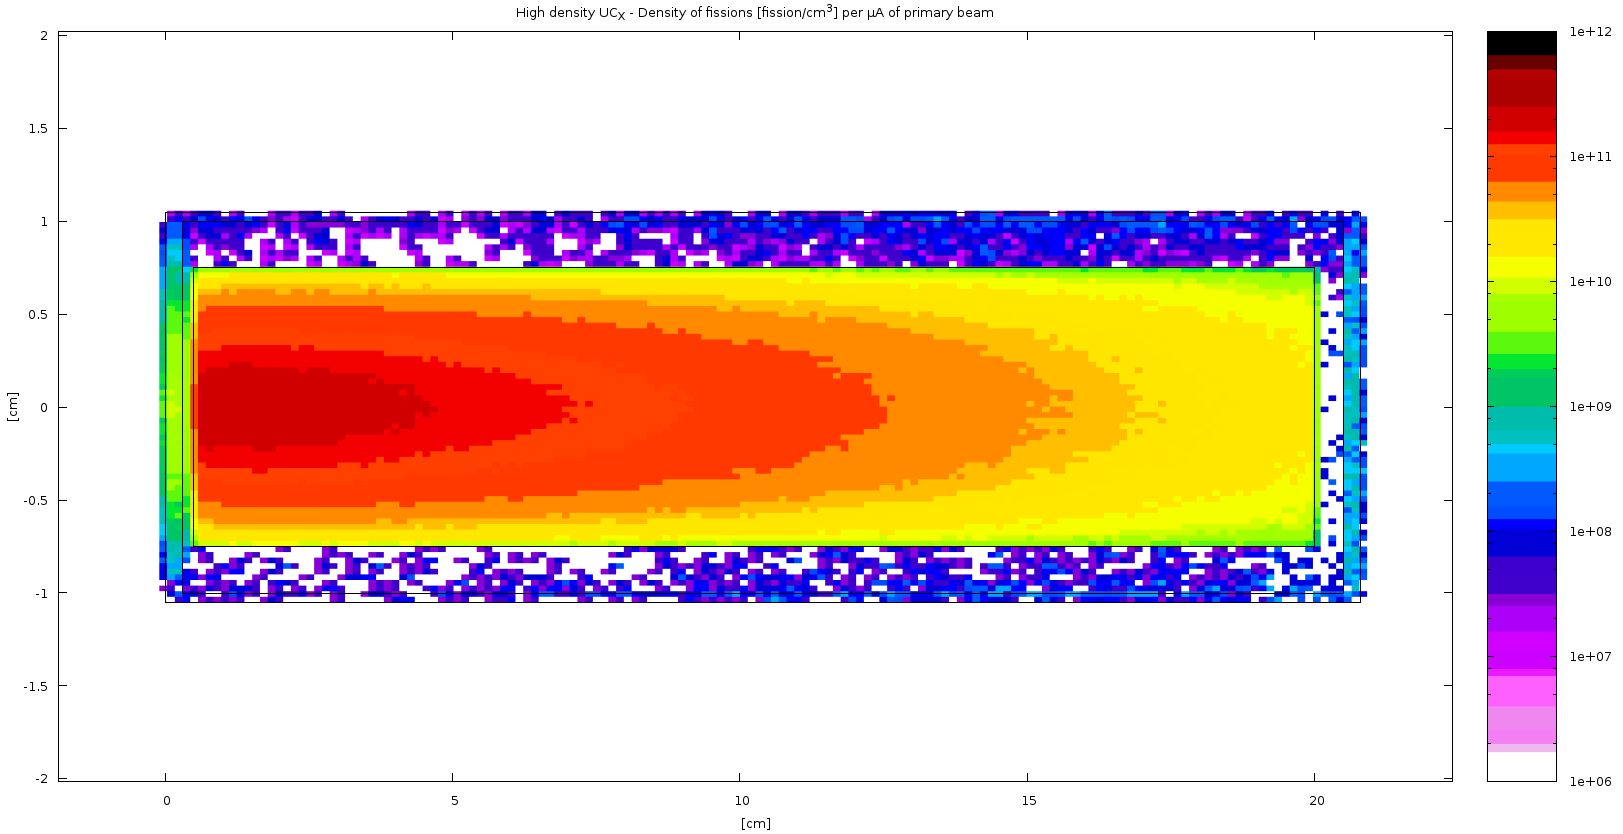 High density UCX - Density of fissions [fission/cm3] per µA of primary beam
2
1.5
1
0.5
0
-0.5
-1
-1.5
-2
[cm]
0 5 10 15 20
[cm]
1e+12
1e+11
1e+10
1e+09
1e+08
1e+07
1e+06